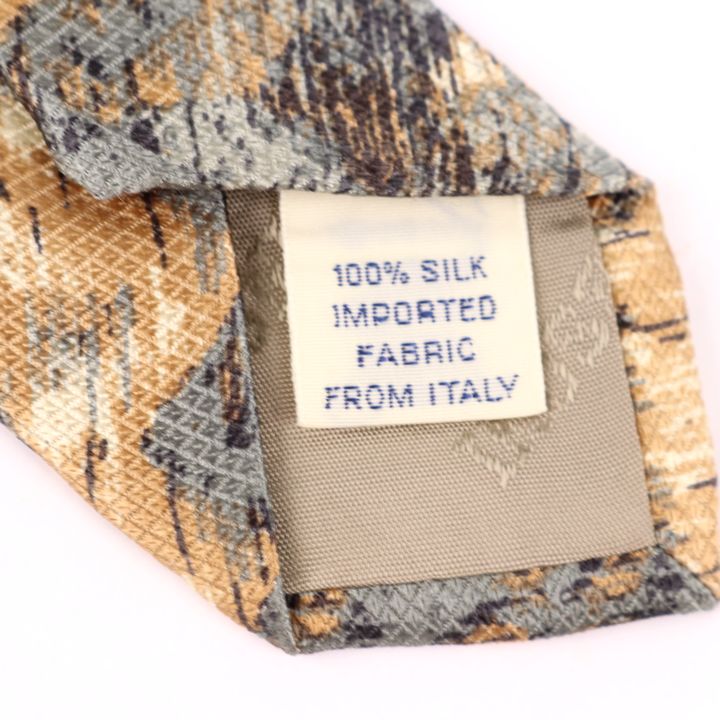 100% SILK
IMPORTED
FABRIC
FROM ITALY